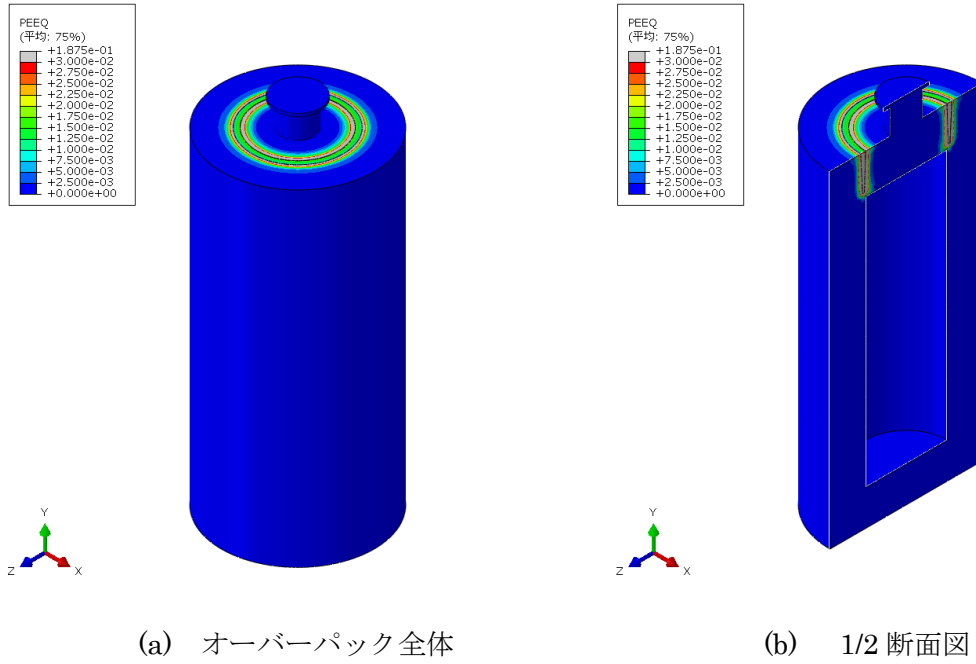 PEEQ
(平均: 75%)
+1.875e-01
+3.000e-02
+2.750e-02
+2.500e-02
+2.250e-02
+2.000e-02
+1.750e-02
+1.500e-02
+1.250e-02
+1.000e-02
+7.500e-03
+5.000e-03
+2.500e-03
+0.000e+00
Y
Z
X
(a) オーバーパック全体
PEEQ
(平均: 75%)
+1.875e-01
+3.000e-02
+2.750e-02
+2.500e-02
+2.250e-02
+2.000e-02
+1.750e-02
+1.500e-02
+1.250e-02
+1.000e-02
+7.500e-03
+5.000e-03
+2.500e-03
+0.000e+00
Y
Z
X
(b) 1/2 断面図